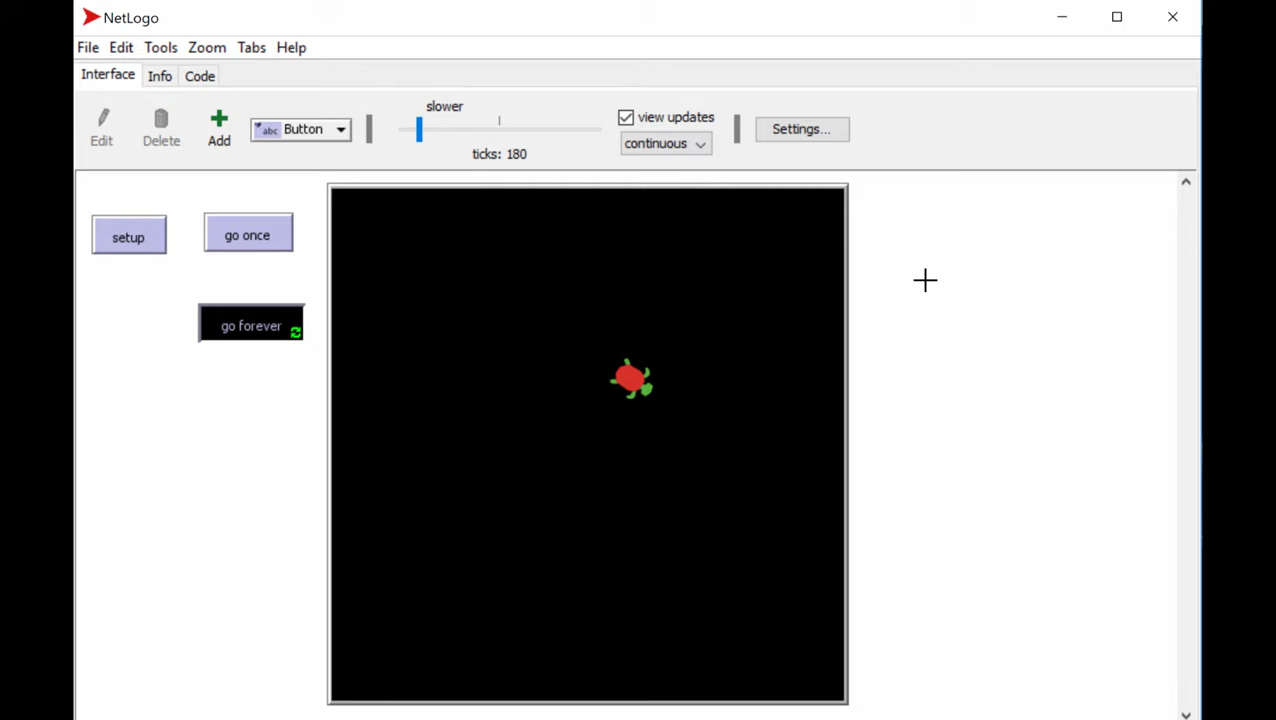 NetLogo
File Edit Tools Zoom Tabs Help
Interface Info Code
slower
view updates
Edit Delete Add abc Button continuous Settings...
ticks: 180
setup go once
go forever